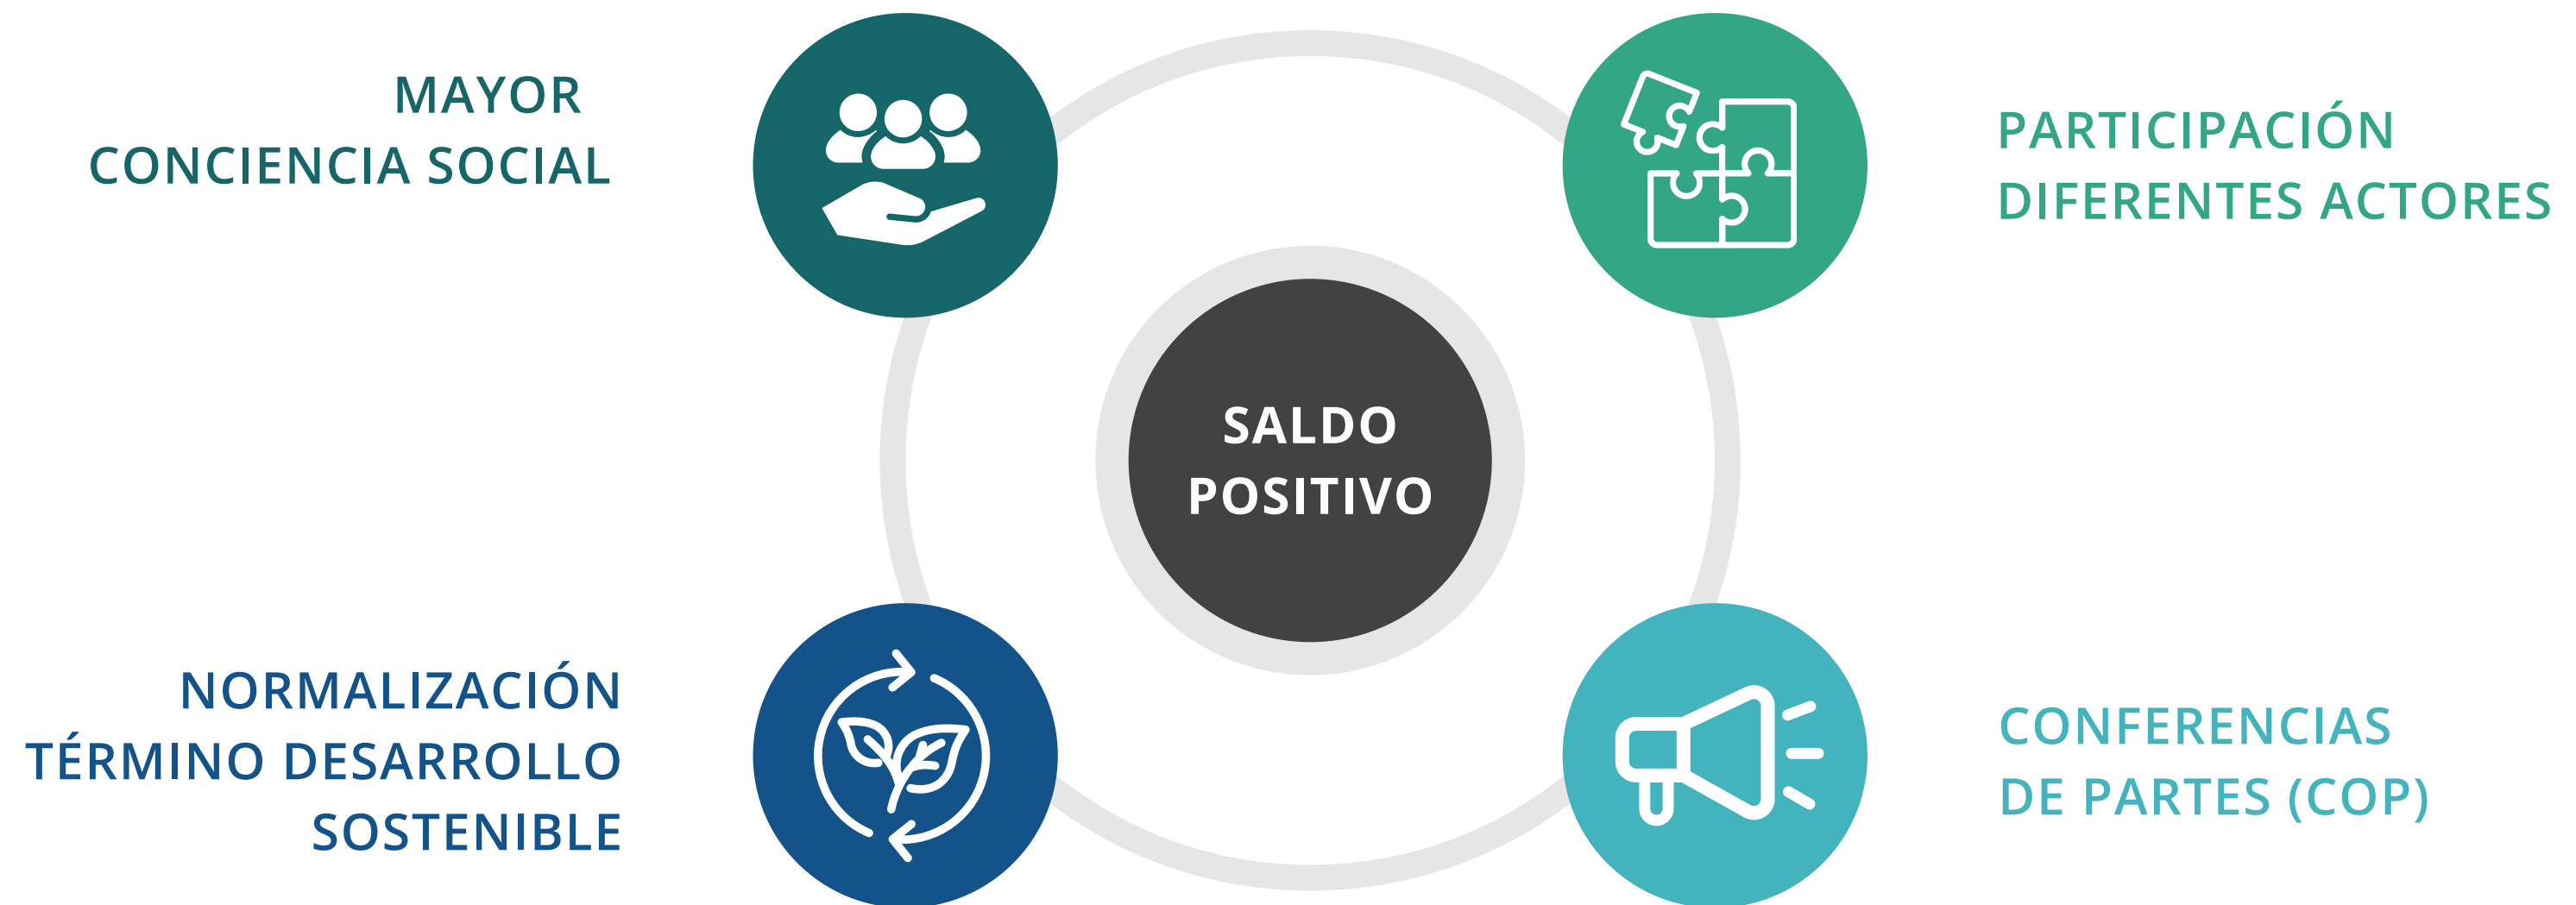 MAYOR
CONCIENCIA SOCIAL
PARTICIPACIÓN
DIFERENTES ACTORES
SALDO
POSITIVO
NORMALIZACIÓN
TÉRMINO DESARROLLO
SOSTENIBLE
CONFERENCIAS
DE PARTES (COP)